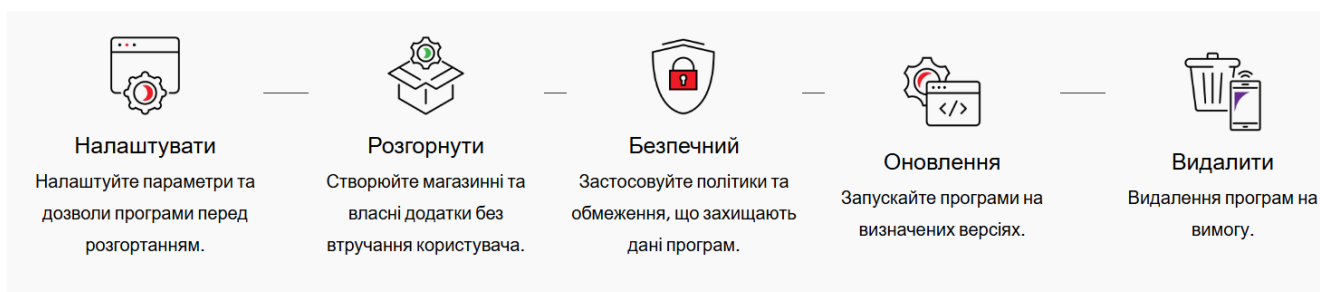 Налаштувати
Налаштуйте параметри та
дозволи програми перед
розгортанням.
Розгорнути
Створюйте магазинні та
власні додатки без
втручання користувача.
Безпечний
Застосовуйте політики та
обмеження, що захищають
дані програм.
Оновлення
Запускайте програми на
визначених версіях.
Видалити
Видалення програм на
вимогу.